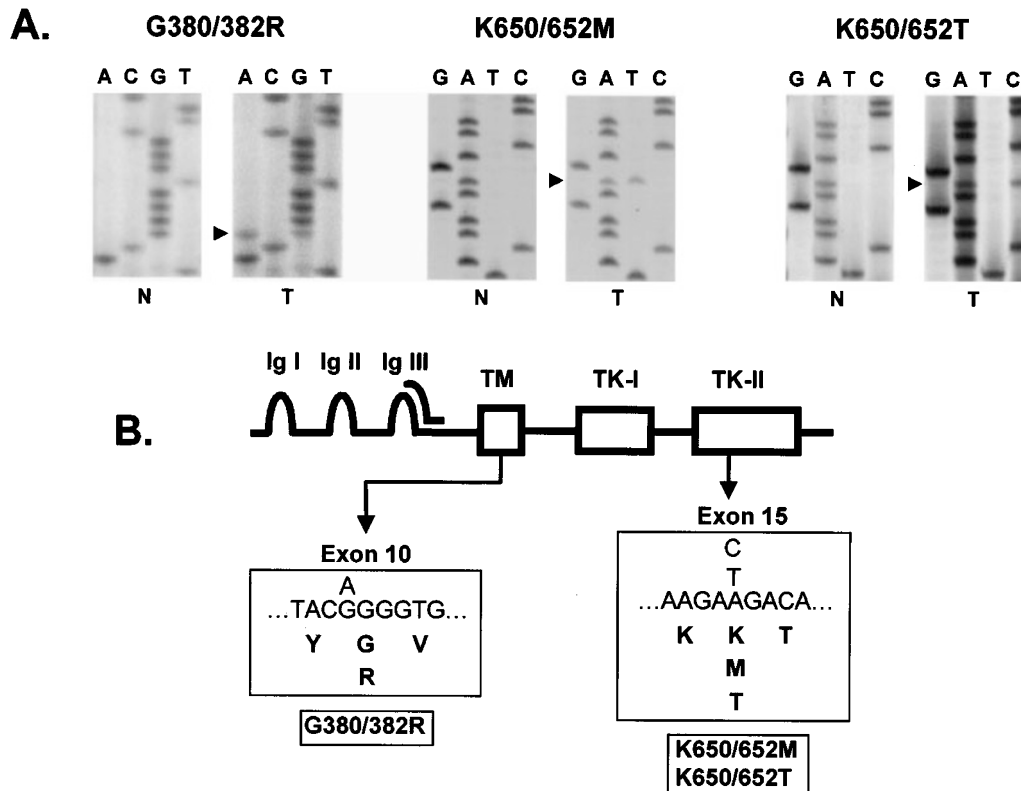 A.
G380/382R K650/652M K650/652T
A C G T A C G T G A T C G A T C G A T C G A T C
N T N T N T
B.
Ig I Ig II Ig III TM TK-I TK-II
Exon 10
A
...TACGGGGTG...
Y G V
R
G380/382R
Exon 15
C
T
...AAGAAGACA...
K K T
M
T
K650/652M
K650/652T